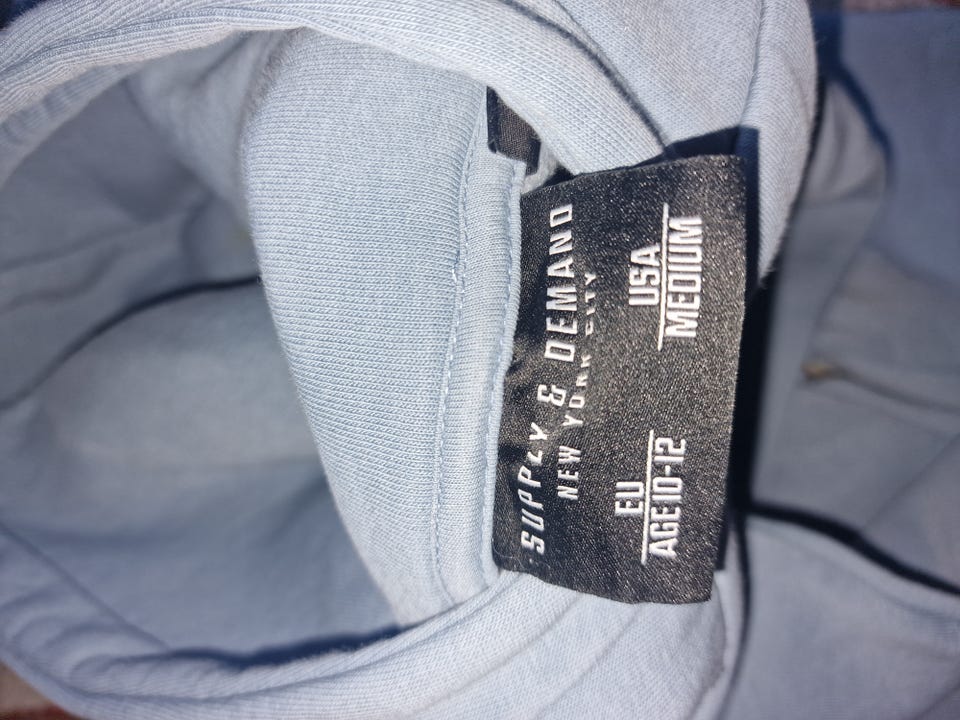 SUPPLY & DEMAND
NEW YORK CITY
EU USA
AGE 10-12 MEDIUM